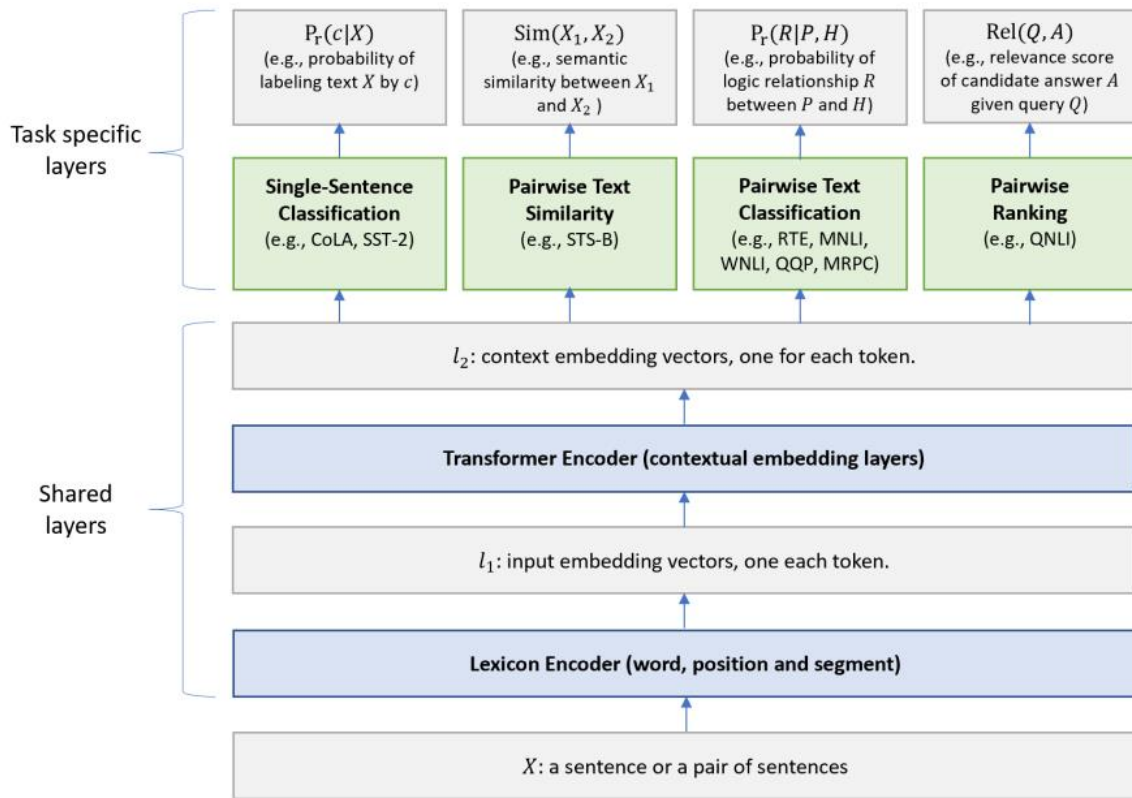 Task specific
layers
P_r(c|X)
(e.g., probability of
labeling text X by c)
Sim(X₁, X₂)
(e.g., semantic
similarity between X₁
and X₂ )
P_r(R|P, H)
(e.g., probability of
logic relationship R
between P and H)
Rel(Q, A)
(e.g., relevance score
of candidate answer A
given query Q)
Single-Sentence
Classification
(e.g., CoLA, SST-2)
Pairwise Text
Similarity
(e.g., STS-B)
Pairwise Text
Classification
(e.g., RTE, MNLI,
WNLI, QQP, MRPC)
Pairwise
Ranking
(e.g., QNLI)
Shared
layers
l₂: context embedding vectors, one for each token.
Transformer Encoder (contextual embedding layers)
l₁: input embedding vectors, one each token.
Lexicon Encoder (word, position and segment)
X: a sentence or a pair of sentences